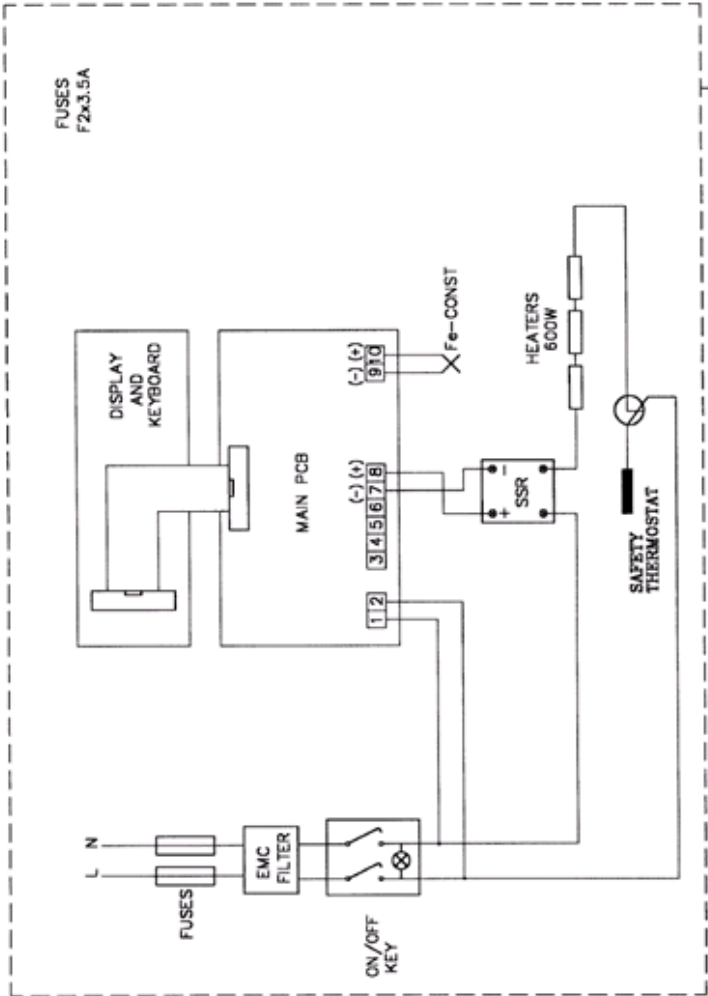 FUSES
F2x3.5A
DISPLAY
AND
KEYBOARD
MAIN PCB
L N
FUSES
EMC
FILTER
ON/OFF
KEY
1 2
3 4 5 6 7 8
(-) (+)
9 10
(-) (+)
Fe-CONST
+ -
SSR
HEATERS
600W
SAFETY
THERMOSTAT